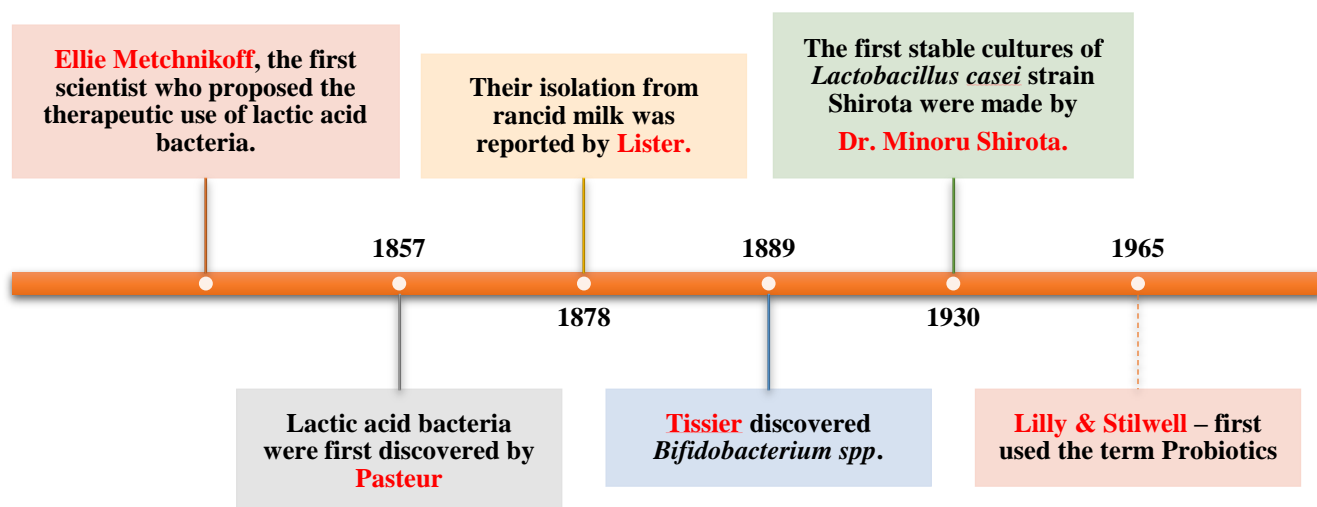 Ellie Metchnikoff, the first
scientist who proposed the
therapeutic use of lactic acid
bacteria.
Their isolation from
rancid milk was
reported by Lister.
The first stable cultures of
Lactobacillus casei strain
Shirota were made by
Dr. Minoru Shirota.
1857
1889
1965
1878
1930
Lactic acid bacteria
were first discovered by
Pasteur
Tissier discovered
Bifidobacterium spp.
Lilly & Stilwell – first
used the term Probiotics